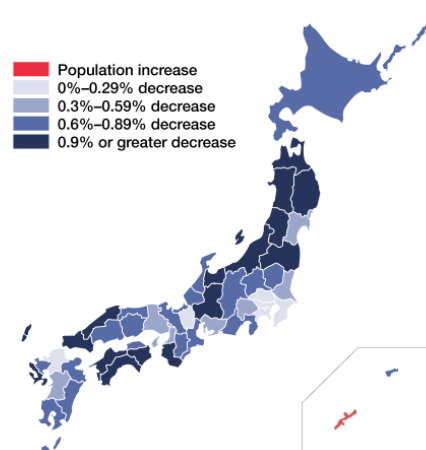 Population increase
0%–0.29% decrease
0.3%–0.59% decrease
0.6%–0.89% decrease
0.9% or greater decrease